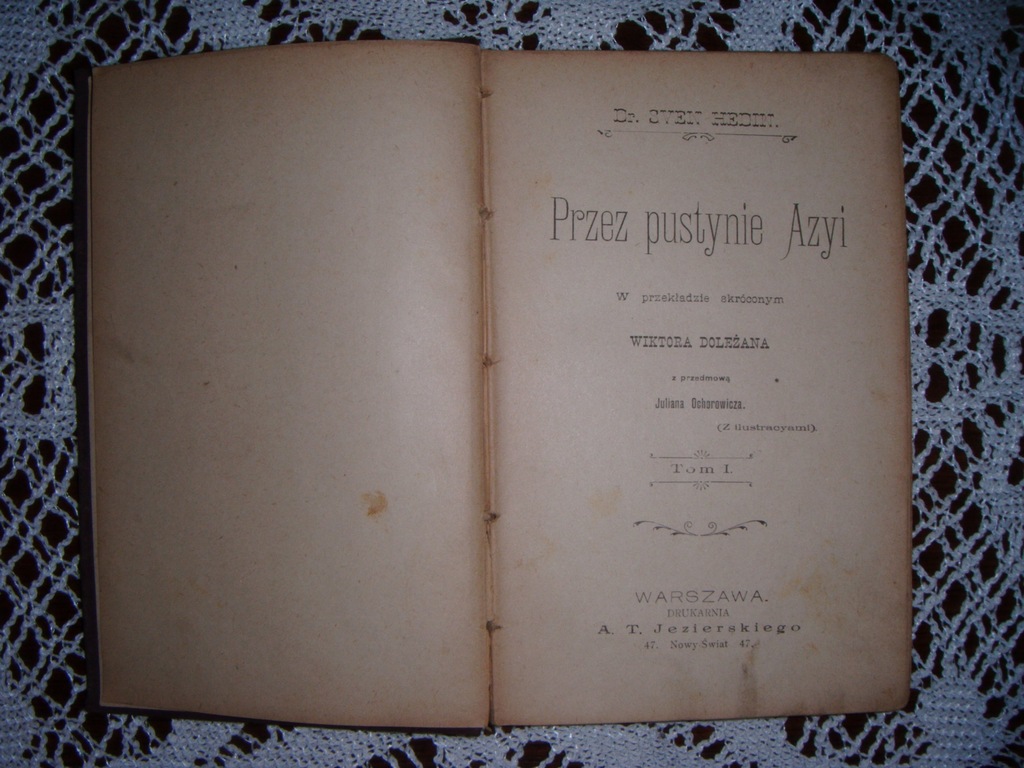 Dr. SVEN HEDIN.
Przez pustynie Azyi
W przekładzie skróconym
WIKTORA DOLEŻANA
z przedmową
Juliana Ochorowicza.
(Z ilustracyami).
Tom I.
WARSZAWA.
DRUKARNIA
A. T. Jezierskiego
47. Nowy-Świat 47.